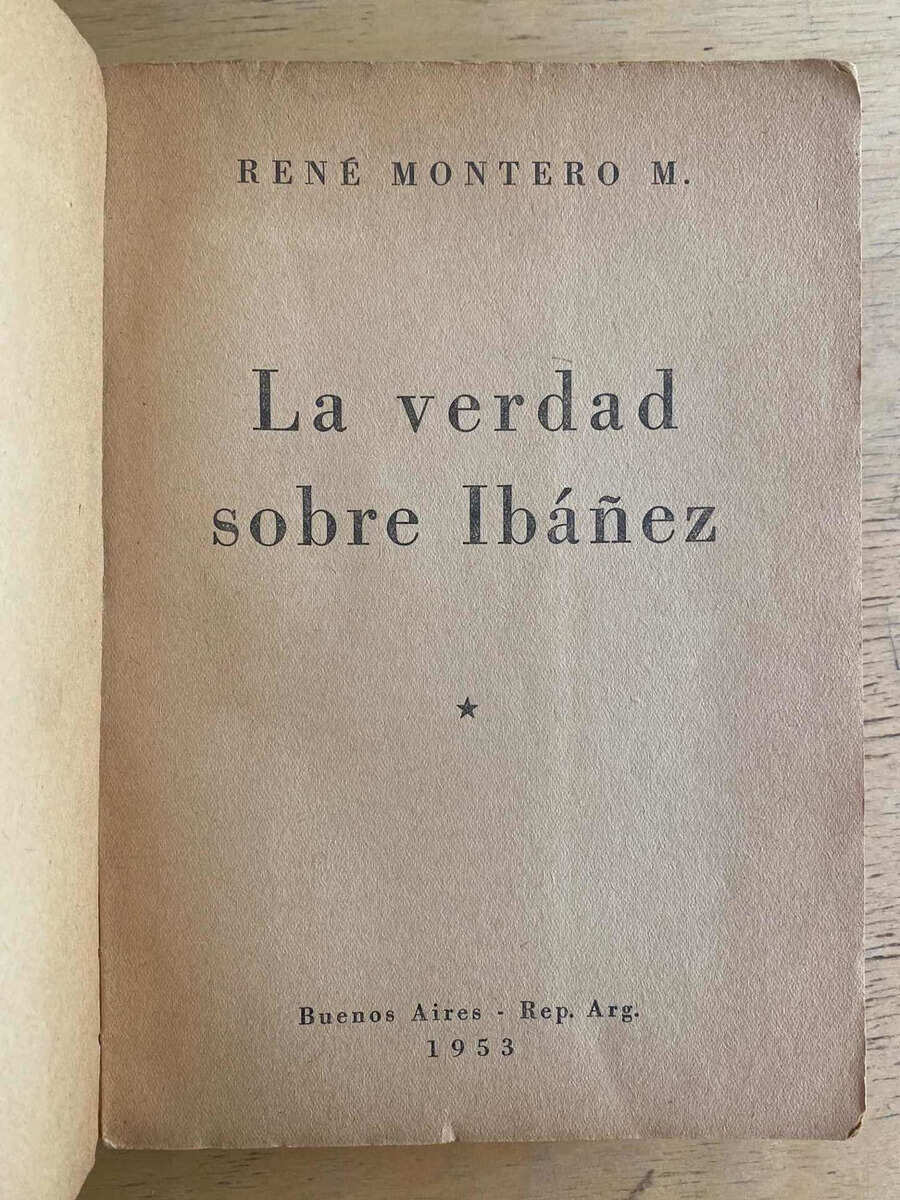 RENÉ MONTERO M.
La verdad
sobre Ibáñez
Buenos Aires - Rep. Arg.
1953